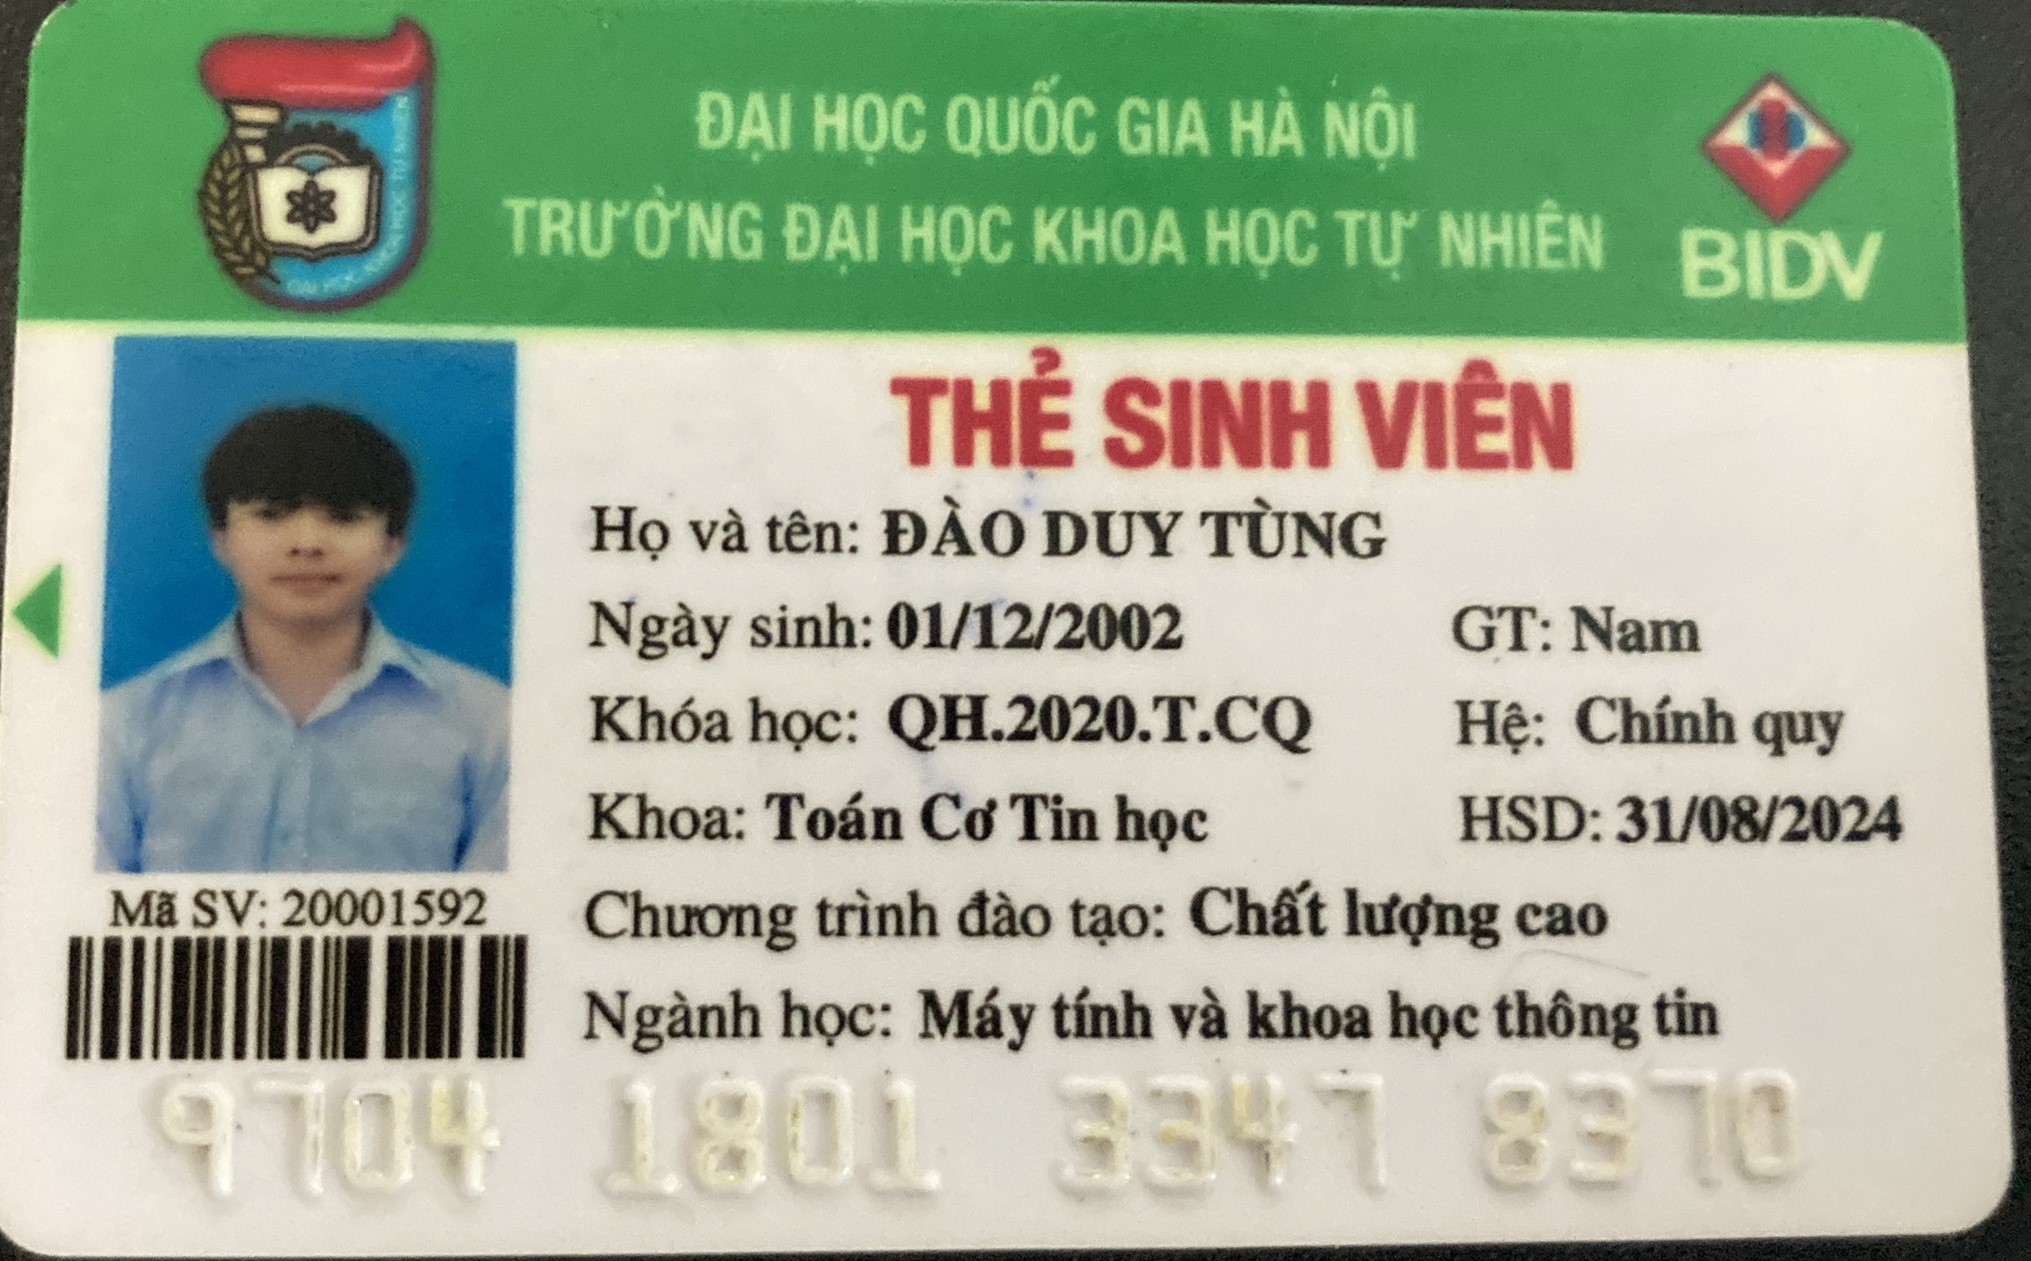 ĐẠI HỌC QUỐC GIA HÀ NỘI
TRƯỜNG ĐẠI HỌC KHOA HỌC TỰ NHIÊN
BIDV
THẺ SINH VIÊN
Họ và tên: ĐÀO DUY TÙNG
Ngày sinh: 01/12/2002 GT: Nam
Khóa học: QH.2020.T.CQ Hệ: Chính quy
Khoa: Toán Cơ Tin học HSD: 31/08/2024
Mã SV: 20001592
Chương trình đào tạo: Chất lượng cao
Ngành học: Máy tính và khoa học thông tin
9704 1801 3347 8370